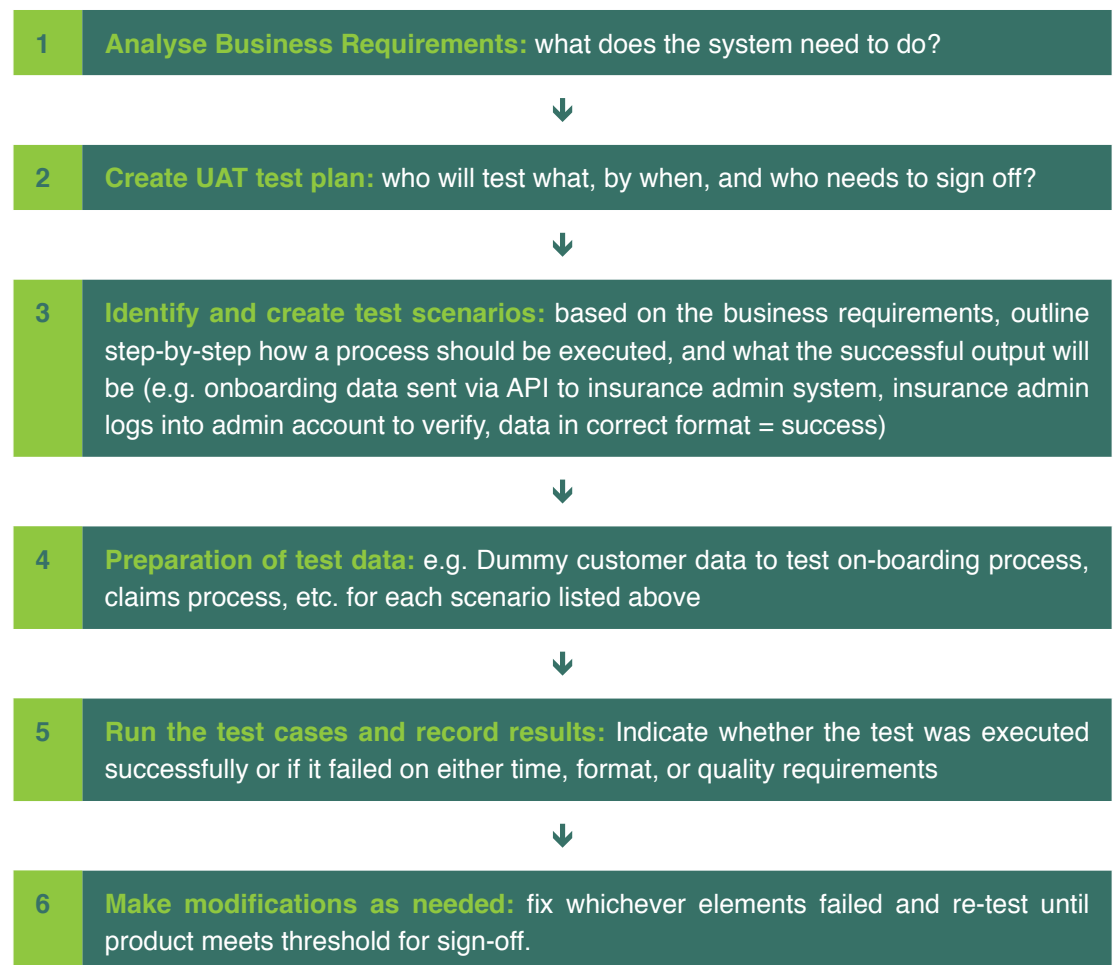 1 Analyse Business Requirements: what does the system need to do?
2 Create UAT test plan: who will test what, by when, and who needs to sign off?
3 Identify and create test scenarios: based on the business requirements, outline
step-by-step how a process should be executed, and what the successful output will
be (e.g. onboarding data sent via API to insurance admin system, insurance admin
logs into admin account to verify, data in correct format = success)
4 Preparation of test data: e.g. Dummy customer data to test on-boarding process,
claims process, etc. for each scenario listed above
5 Run the test cases and record results: Indicate whether the test was executed
successfully or if it failed on either time, format, or quality requirements
6 Make modifications as needed: fix whichever elements failed and re-test until
product meets threshold for sign-off.